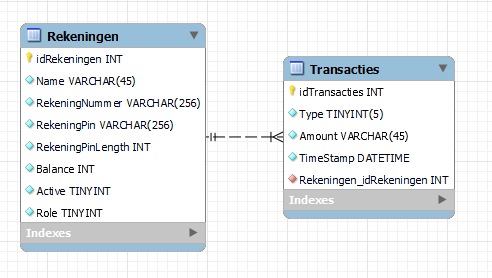 Rekeningen
idRekeningen INT
Name VARCHAR(45)
RekeningNummer VARCHAR(256)
RekeningPin VARCHAR(256)
RekeningPinLength INT
Balance INT
Active TINYINT
Role TINYINT
Indexes
Transacties
idTransacties INT
Type TINYINT(5)
Amount VARCHAR(45)
TimeStamp DATETIME
Rekeningen_idRekeningen INT
Indexes